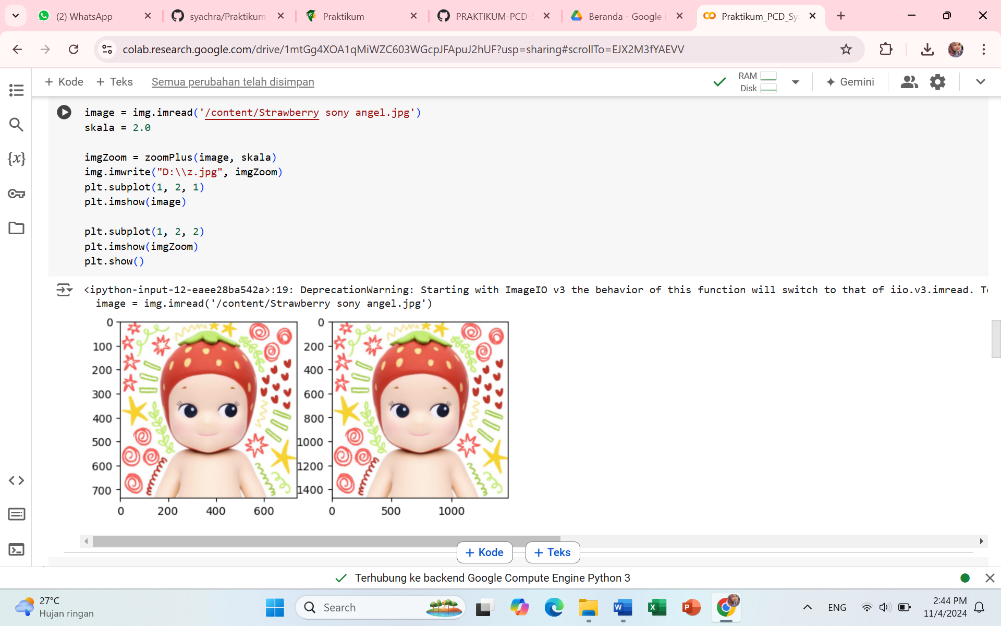 (2) WhatsApp
syachra/Praktikum
Praktikum
PRAKTIKUM-PCD
Beranda - Google
Praktikum_PCD_Sy
colab.research.google.com/drive/1mtGg4XOA1qMiWZC603WGcpJFApuJ2hUF?usp=sharing#scrollTo=EJX2M3fYAEVV
+ Kode + Teks Semua perubahan telah disimpan
RAM
Disk
Gemini
image = img.imread('/content/Strawberry sony angel.jpg')
skala = 2.0
imgZoom = zoomPlus(image, skala)
img.imwrite("D:\\z.jpg", imgZoom)
plt.subplot(1, 2, 1)
plt.imshow(image)
plt.subplot(1, 2, 2)
plt.imshow(imgZoom)
plt.show()
<ipython-input-12-eaee28ba542a>:19: DeprecationWarning: Starting with ImageIO v3 the behavior of this function will switch to that of iio.v3.imread. To
image = img.imread('/content/Strawberry sony angel.jpg')
0
100
200
300
400
500
600
700
0 200 400 600
0
200
400
600
800
1000
1200
1400
0 500 1000
+ Kode + Teks
Terhubung ke backend Google Compute Engine Python 3
27°C
Hujan ringan
Search
ENG
2:44 PM
11/4/2024